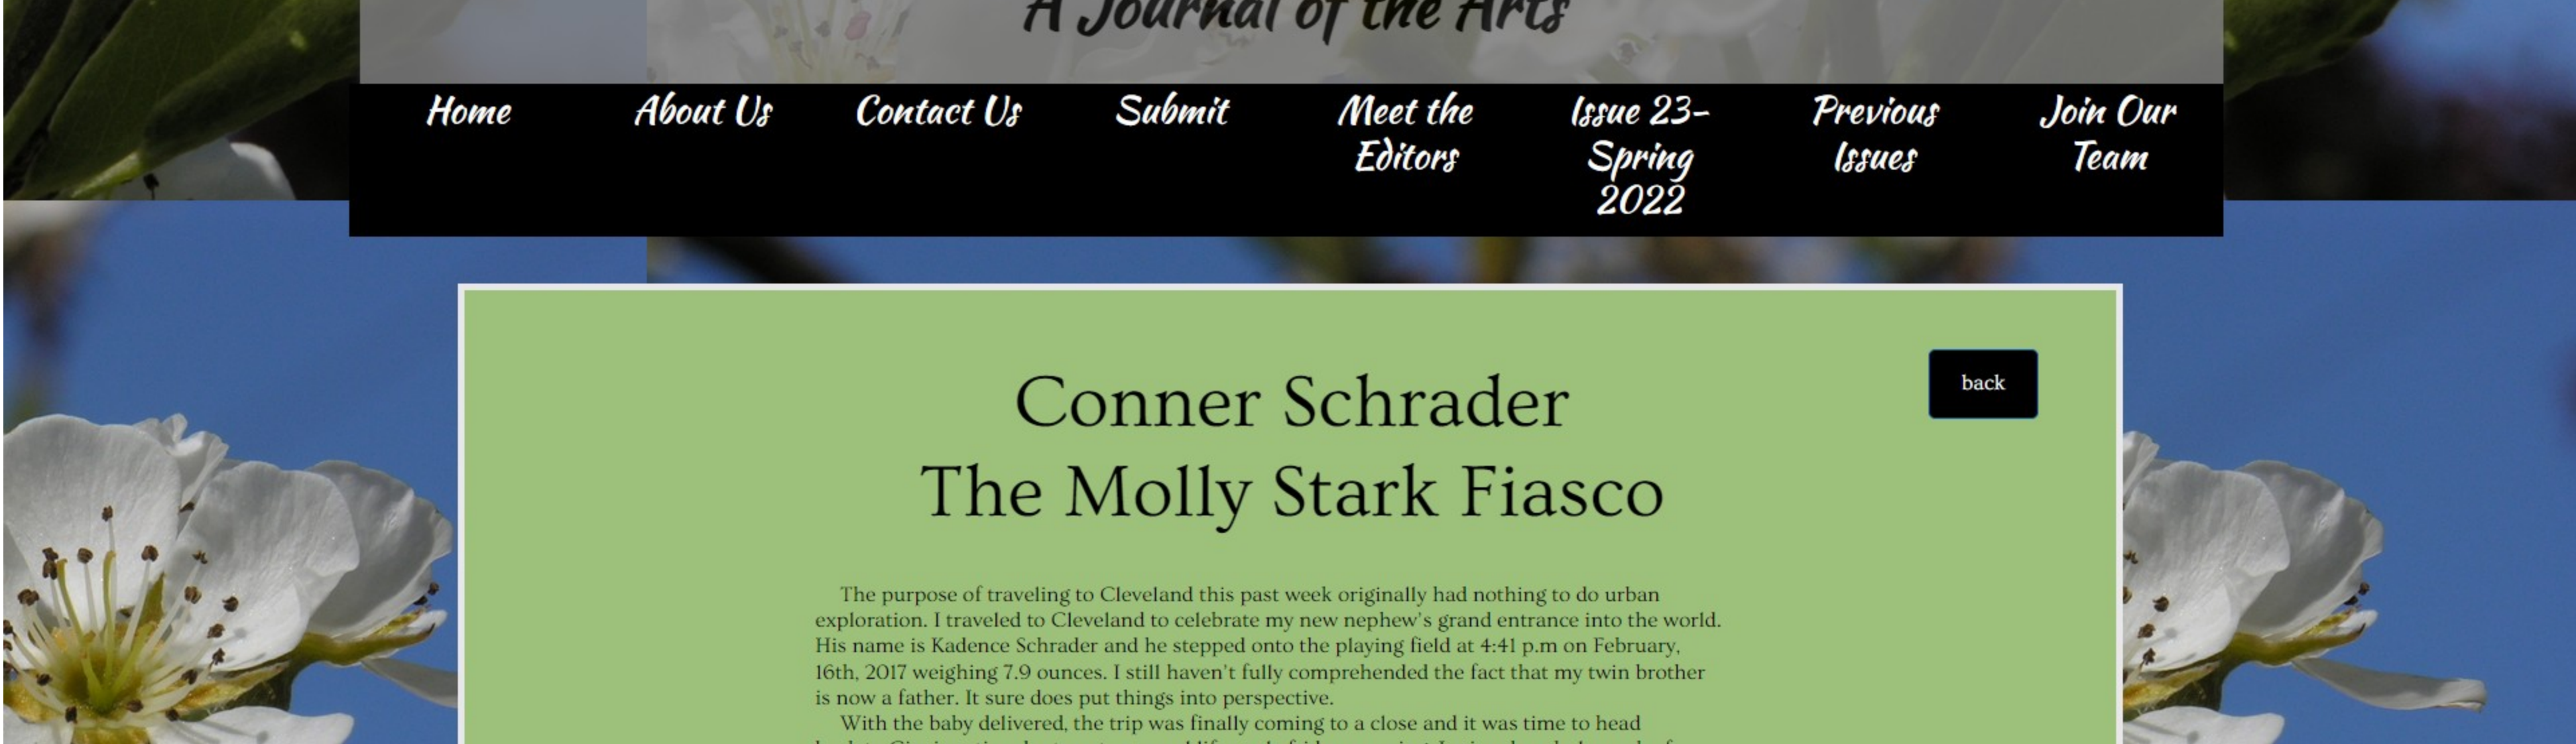 A Journal of the Arts
Home
About Us
Contact Us
Submit
Meet the
Editors
Issue 23-
Spring
2022
Previous
Issues
Join Our
Team
back
Conner Schrader
The Molly Stark Fiasco
The purpose of traveling to Cleveland this past week originally had nothing to do urban
exploration. I traveled to Cleveland to celebrate my new nephew's grand entrance into the world.
His name is Kadence Schrader and he stepped onto the playing field at 4:41 p.m on February,
16th, 2017 weighing 7.9 ounces. I still haven't fully comprehended the fact that my twin brother
is now a father. It sure does put things into perspective.
With the baby delivered, the trip was finally coming to a close and it was time to head